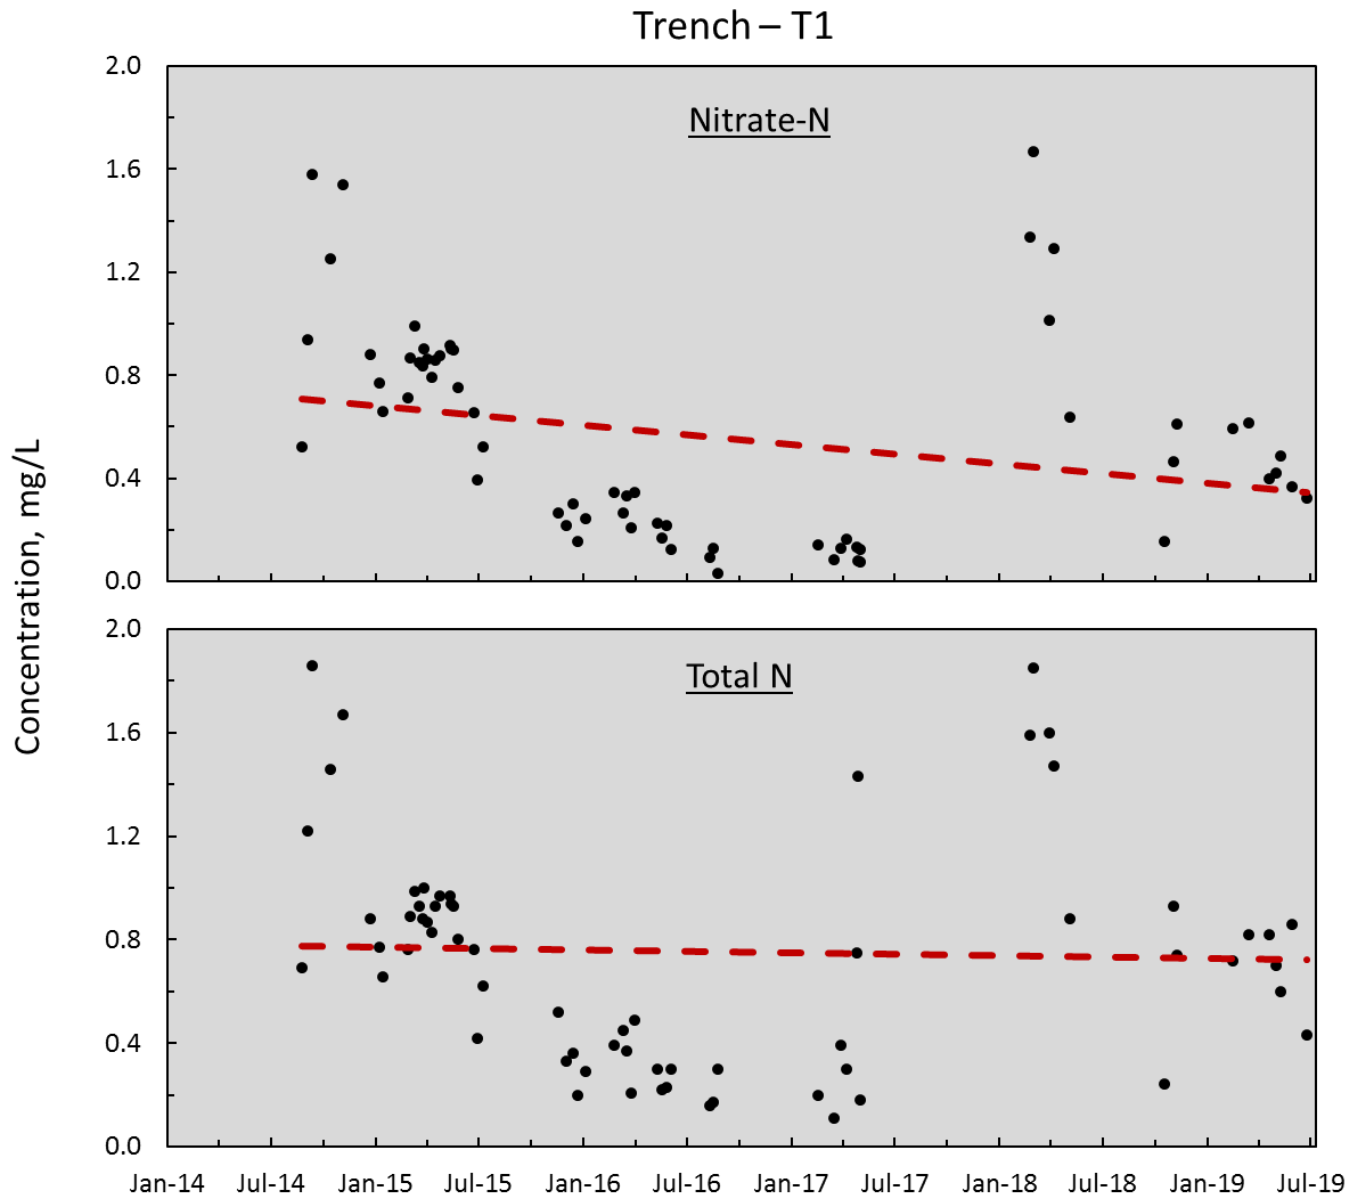 Trench – T1
2.0
Nitrate-N
1.6
1.2
0.8
0.4
0.0
Concentration, mg/L
2.0
Total N
1.6
1.2
0.8
0.4
0.0
Jan-14 Jul-14 Jan-15 Jul-15 Jan-16 Jul-16 Jan-17 Jul-17 Jan-18 Jul-18 Jan-19 Jul-19